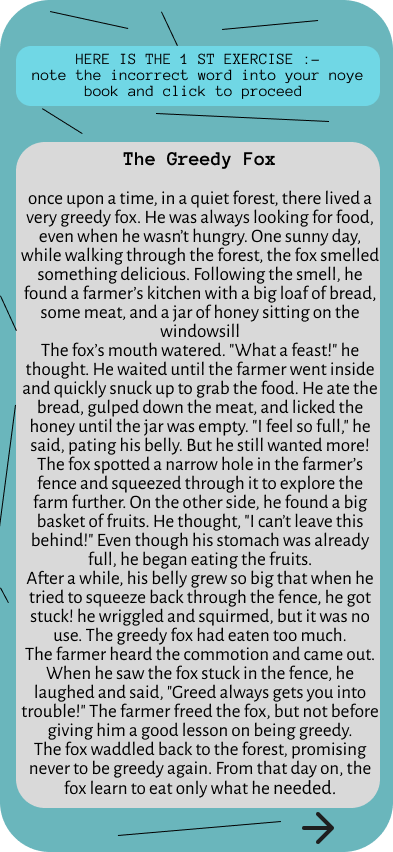 HERE IS THE 1 ST EXERCISE :-
note the incorrect word into your noye
book and click to proceed
The Greedy Fox
once upon a time, in a quiet forest, there lived a
very greedy fox. He was always looking for food,
even when he wasn't hungry. One sunny day,
while walking through the forest, the fox smelled
something delicious. Following the smell, he
found a farmer's kitchen with a big loaf of bread,
some meat, and a jar of honey sitting on the
windowsill
The fox's mouth watered. "What a feast!" he
thought. He waited until the farmer went inside
and quickly snuck up to grab the food. He ate the
bread, gulped down the meat, and licked the
honey until the jar was empty. "I feel so full," he
said, pating his belly. But he still wanted more!
The fox spotted a narrow hole in the farmer's
fence and squeezed through it to explore the
farm further. On the other side, he found a big
basket of fruits. He thought, "I can't leave this
behind!" Even though his stomach was already
full, he began eating the fruits.
After a while, his belly grew so big that when he
tried to squeeze back through the fence, he got
stuck! he wriggled and squirmed, but it was no
use. The greedy fox had eaten too much.
The farmer heard the commotion and came out.
When he saw the fox stuck in the fence, he
laughed and said, "Greed always gets you into
trouble!" The farmer freed the fox, but not before
giving him a good lesson on being greedy.
The fox waddled back to the forest, promising
never to be greedy again. From that day on, the
fox learn to eat only what he needed.